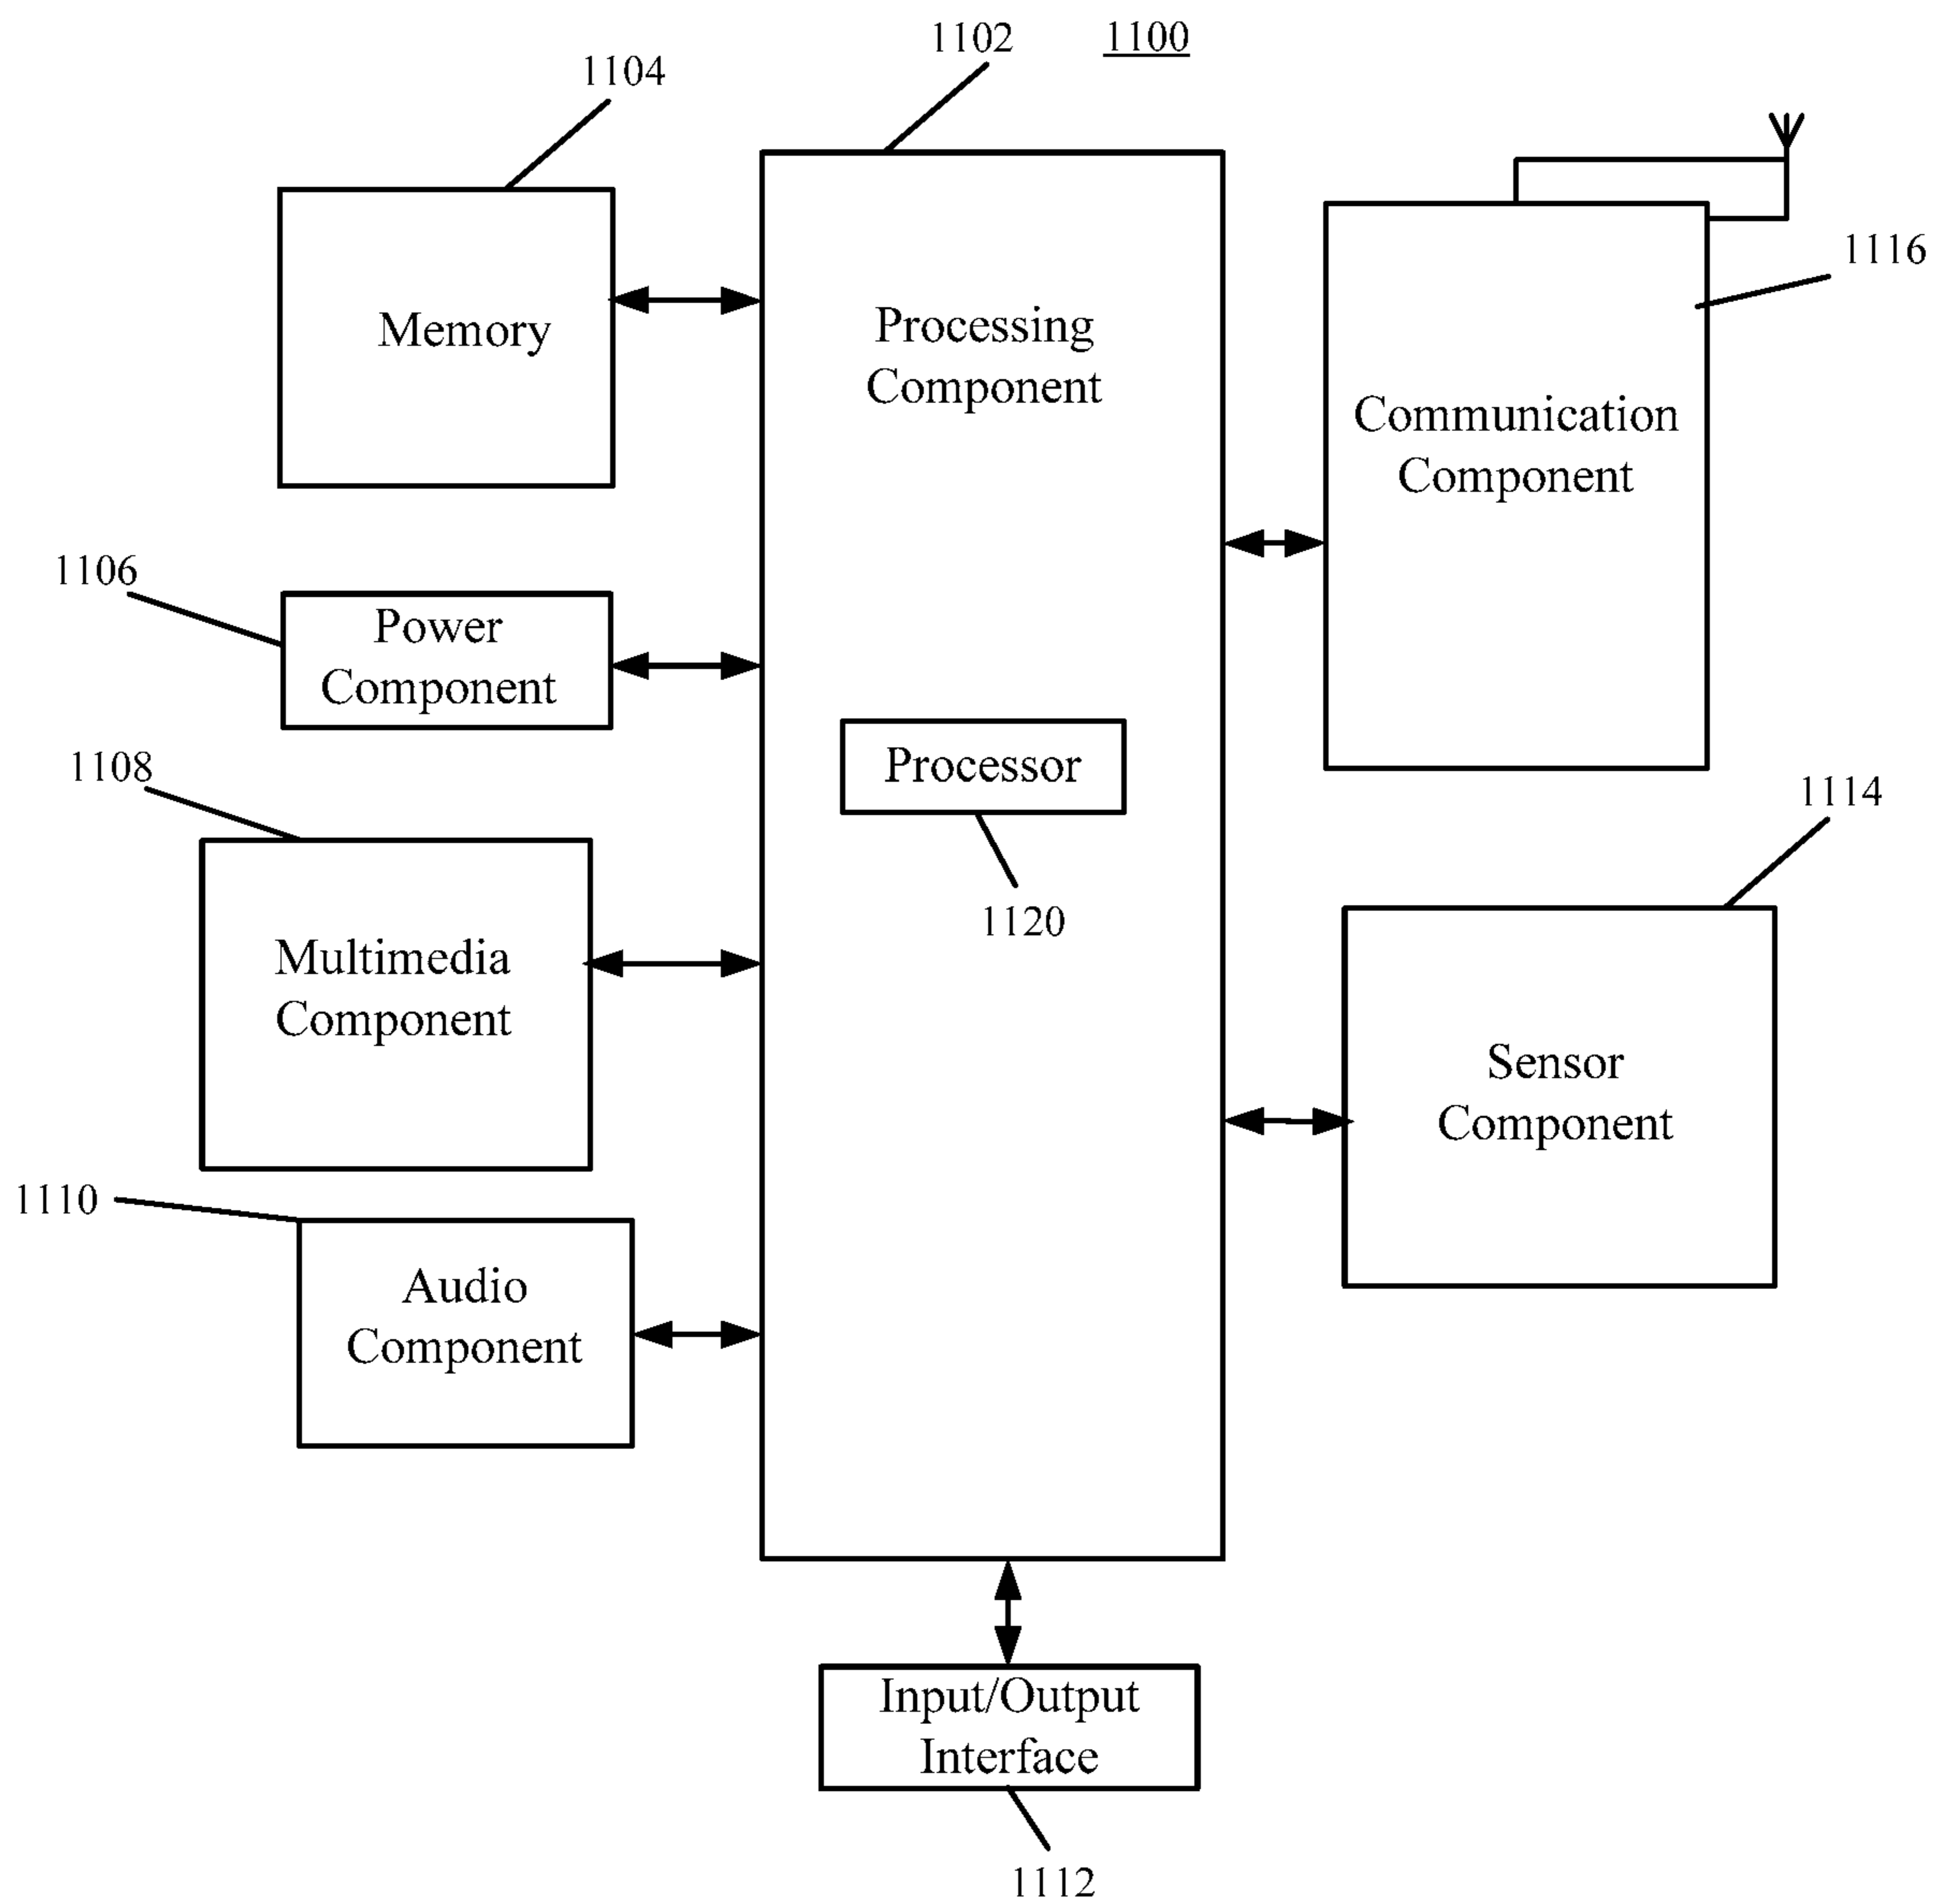 1102
1100
1104
Memory
Processing
Component
1116
Communication
Component
1106
Power
Component
1108
Processor
1120
1114
Multimedia
Component
Sensor
Component
1110
Audio
Component
Input/Output
Interface
1112